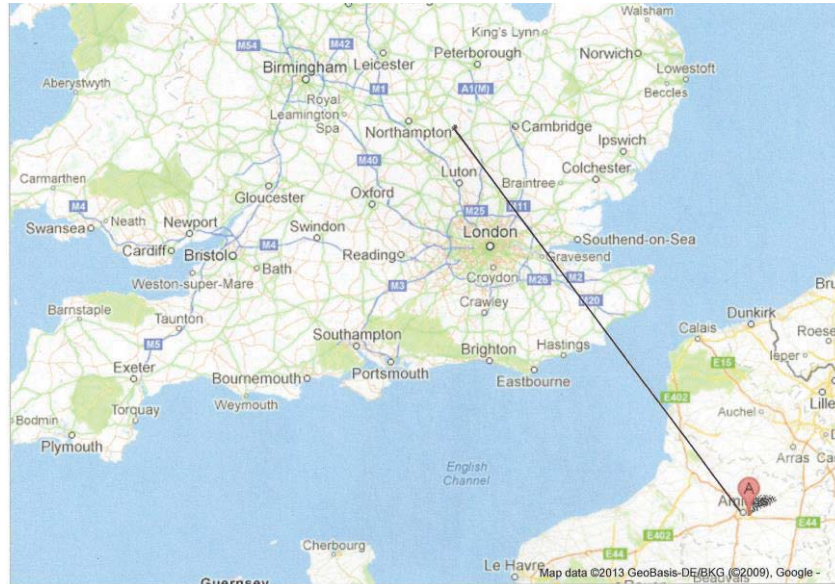 Walsham
King's Lynn
M54
M42
Leicester
Peterborough
Norwich
Lowestoft
Birmingham
A1(M)
Beccles
Aberystwyth
M1
Royal
Leamington
Spa
Northampton
Cambridge
Ipswich
M40
Luton
Braintree
Colchester
Carmarthen
Gloucester
Oxford
M11
M4
Neath
Newport
M25
Swansea
Swindon
London
Southend-on-Sea
Cardiff
Bristol
M4
Reading
Gravesend
Bath
Croydon
M26
M2
Weston-super-Mare
M3
Crawley
M20
Barnstaple
Taunton
Dunkirk
M5
Southampton
Hastings
Calais
Brighton
Ieper
Exeter
Portsmouth
E15
Bournemouth
Eastbourne
Weymouth
E402
Torquay
Auchel
Bodmin
Plymouth
Arras
English
Channel
A
E44
E44
E402
Cherbourg
Le Havre
Map data ©2013 GeoBasis-DE/BKG (©2009), Google -